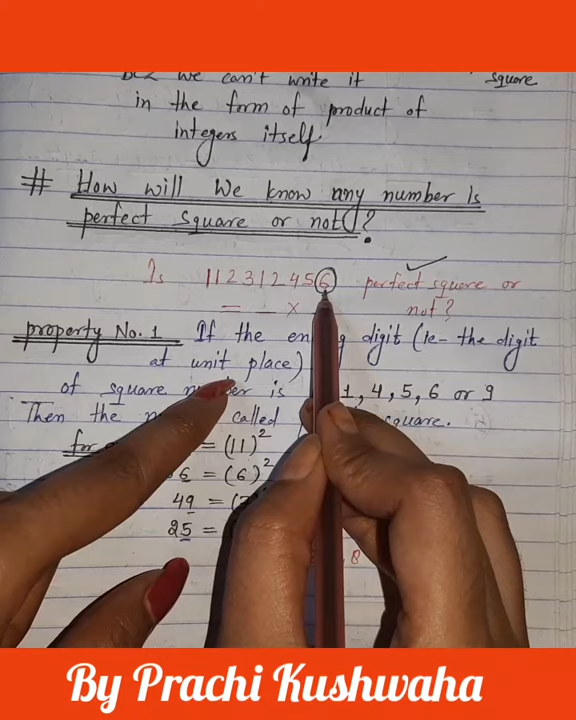 we can't write it square
in the form of product of
integers itself
# How will we know any number is
perfect square or not?
Is 112312456 perfect square or
= _ × not?
property No. 1 If the en digit (ie- the digit
at unit place)
of square number is 1, 4, 5, 6 or 9
Then the called square.
for = (11)²
6 = (6)²
49 = (
25 =
8
By Prachi Kushwaha